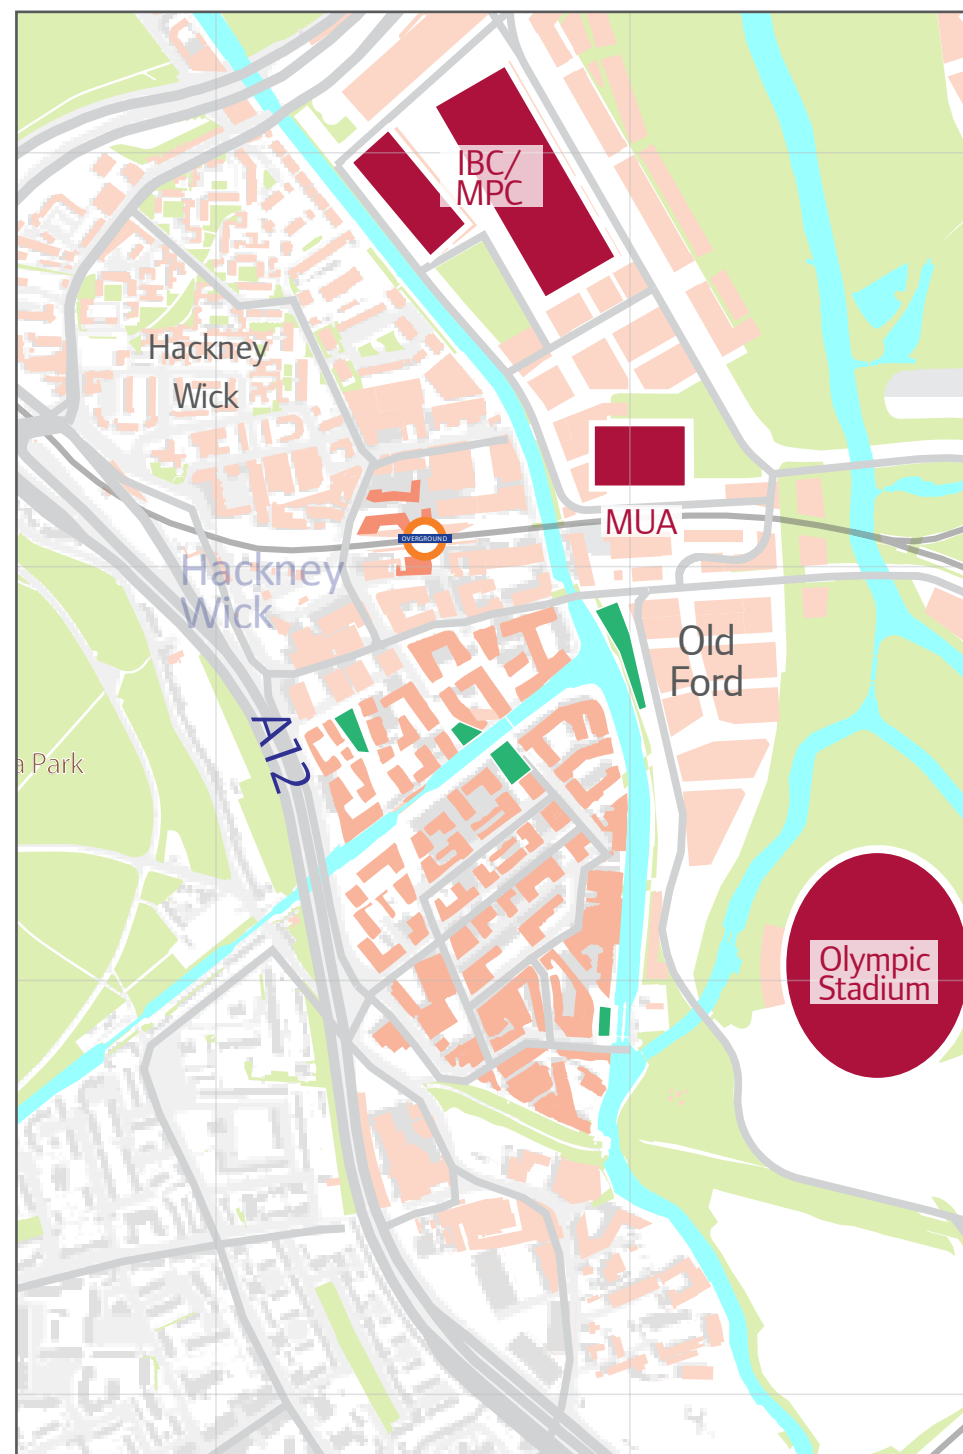 IBC/
MPC
Hackney
Wick
MUA
OVERGROUND
Hackney
Wick
Old
Ford
A12
a Park
Olympic
Stadium